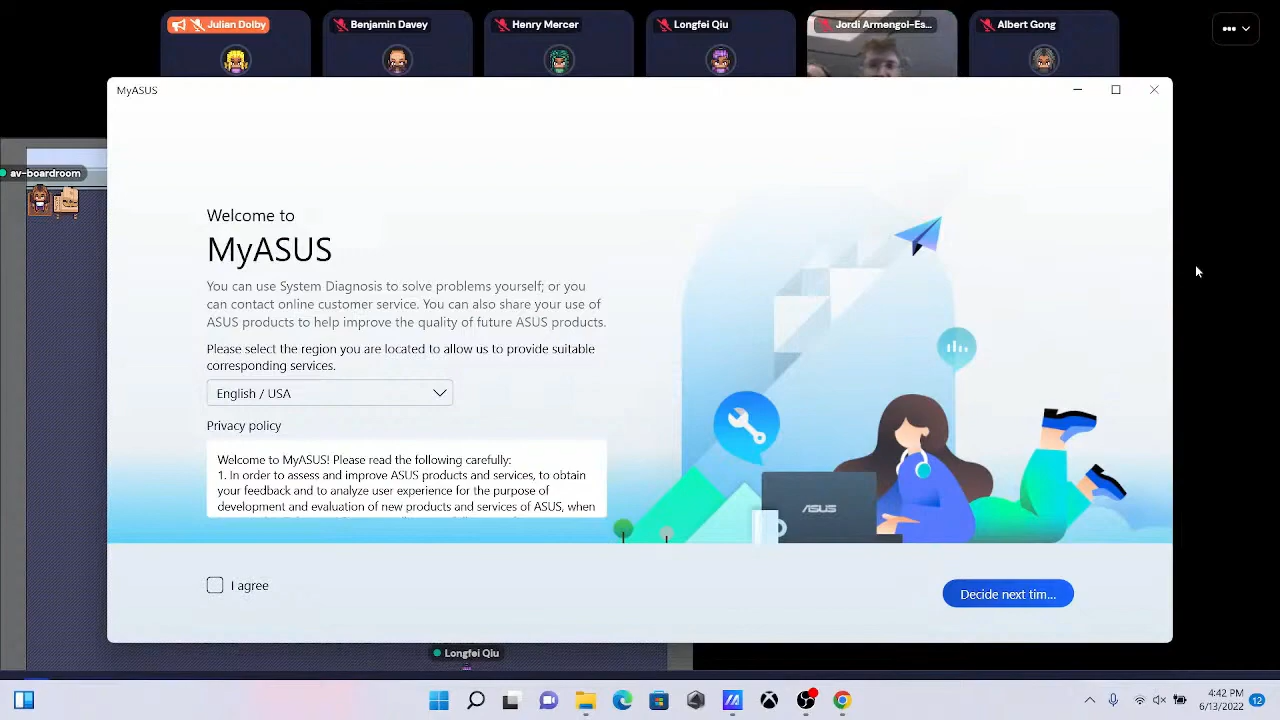 Julian Dolby
Benjamin Davey
Henry Mercer
Longfei Qiu
Jordi Armengol-Es...
Albert Gong
MyASUS
av-boardroom
Welcome to
MyASUS
You can use System Diagnosis to solve problems yourself; or you
can contact online customer service. You can also share your use of
ASUS products to help improve the quality of future ASUS products.
Please select the region you are located to allow us to provide suitable
corresponding services.
English / USA
Privacy policy
Welcome to MyASUS! Please read the following carefully:
1. In order to assess and improve ASUS products and services, to obtain
your feedback and to analyze user experience for the purpose of
development and evaluation of new products and services of ASUS, when
ASUS
I agree
Decide next tim...
Longfei Qiu
4:42 PM
6/13/2022
12